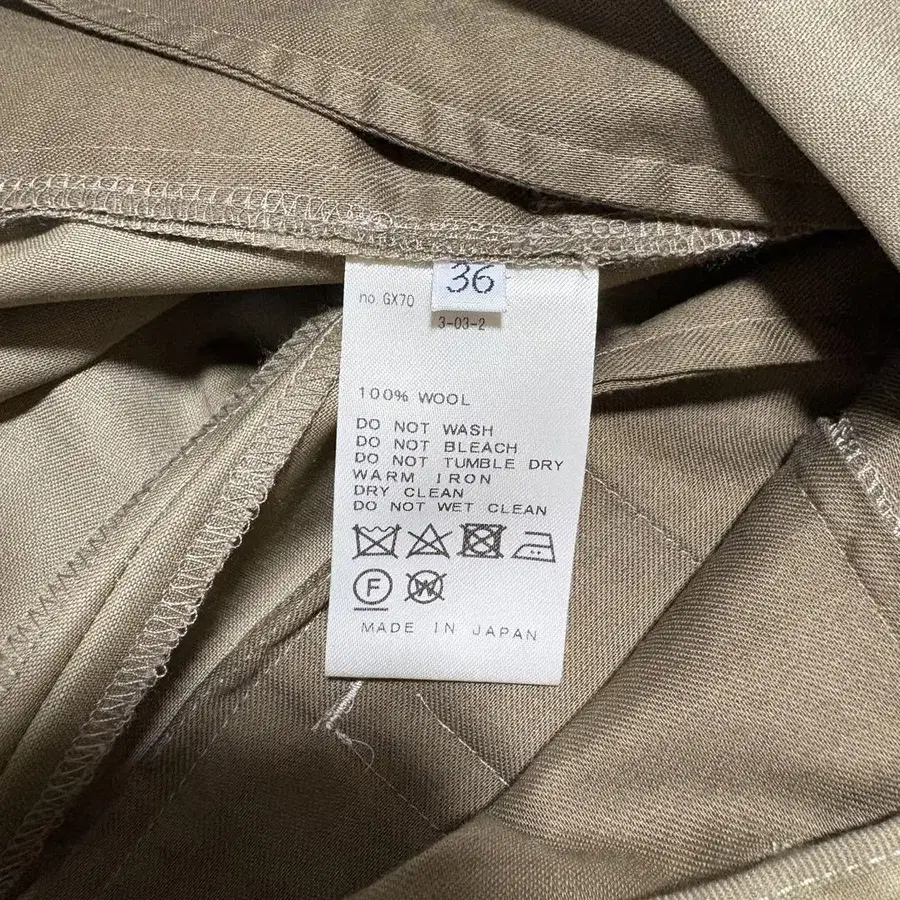 36
no GX70
3-03-2
100% WOOL
DO NOT WASH
DO NOT BLEACH
DO NOT TUMBLE DRY
WARM IRON
DRY CLEAN
DO NOT WET CLEAN
F W
MADE IN JAPAN